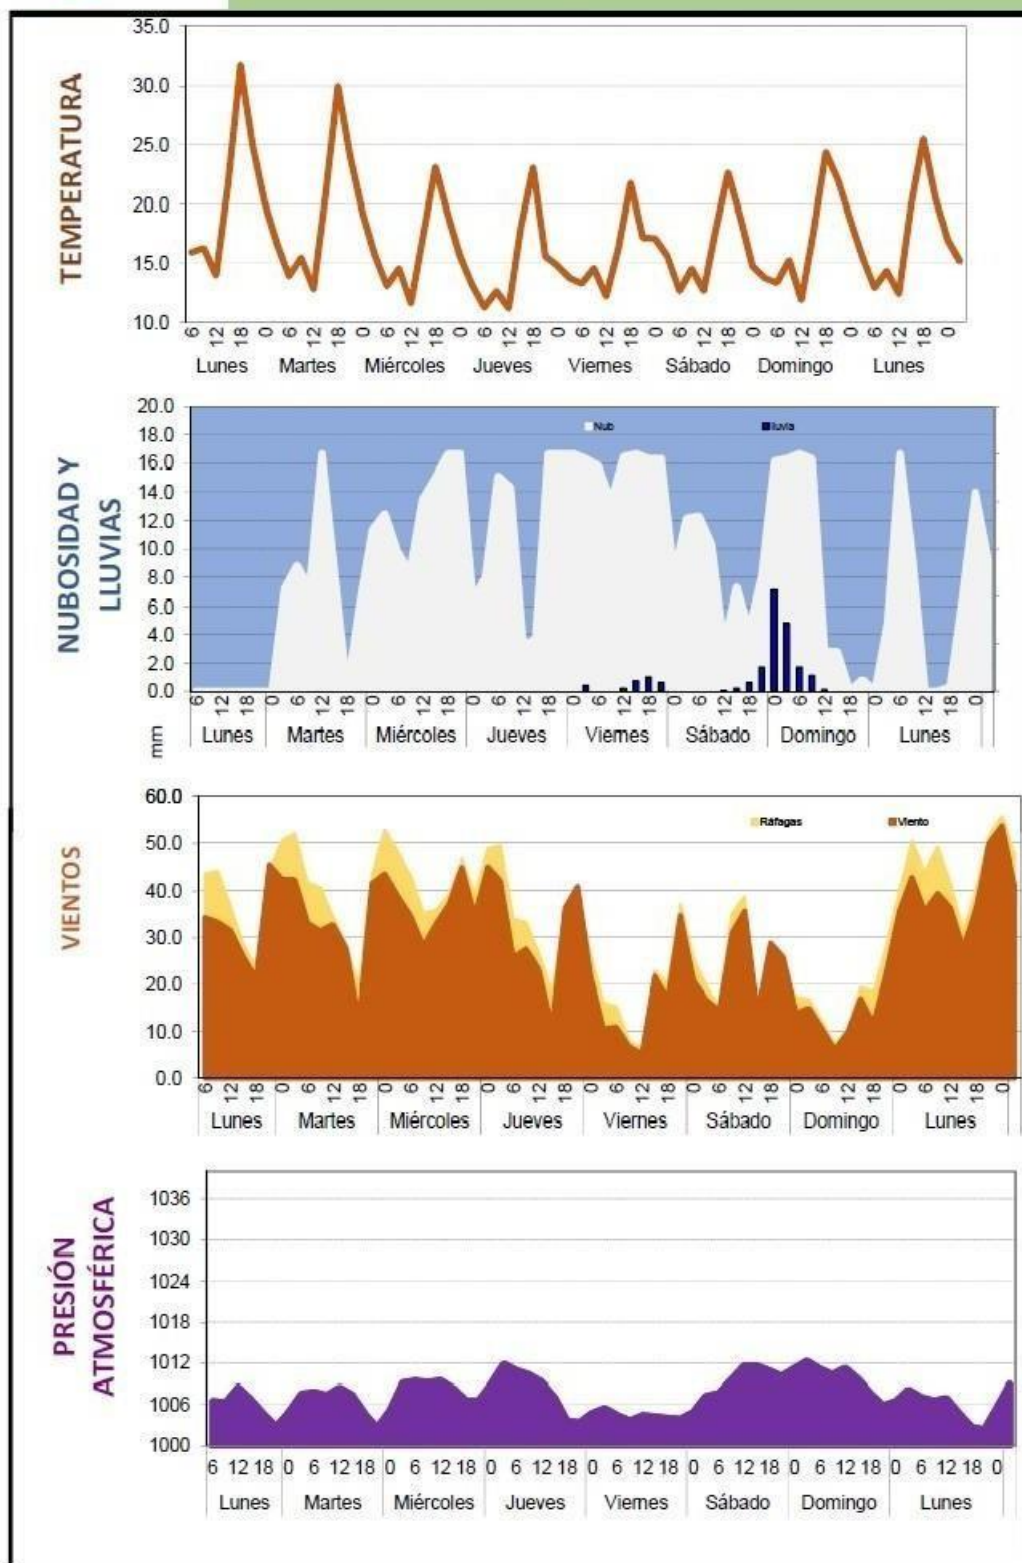 TEMPERATURA
35.0
30.0
25.0
20.0
15.0
10.0
6 12 18 0 6 12 18 0 6 12 18 0 6 12 18 0 6 12 18 0 6 12 18 0 6 12 18 0 6 12 18 0
Lunes Martes Miércoles Jueves Viernes Sábado Domingo Lunes
NUBOSIDAD Y
LLUVIAS
20.0
18.0
16.0
14.0
12.0
10.0
8.0
6.0
4.0
2.0
0.0
Nub lluvia
6 12 18 0 6 12 18 0 6 12 18 0 6 12 18 0 6 12 18 0 6 12 18 0 6 12 18 0 6 12 18 0
mm Lunes Martes Miércoles Jueves Viernes Sábado Domingo Lunes
VIENTOS
60.0
50.0
40.0
30.0
20.0
10.0
0.0
Ráfagas Viento
6 12 18 0 6 12 18 0 6 12 18 0 6 12 18 0 6 12 18 0 6 12 18 0 6 12 18 0 6 12 18 0
Lunes Martes Miércoles Jueves Viernes Sábado Domingo Lunes
PRESIÓN
ATMOSFÉRICA
1036
1030
1024
1018
1012
1006
1000
6 12 18 0 6 12 18 0 6 12 18 0 6 12 18 0 6 12 18 0 6 12 18 0 6 12 18 0 6 12 18 0
Lunes Martes Miércoles Jueves Viernes Sábado Domingo Lunes